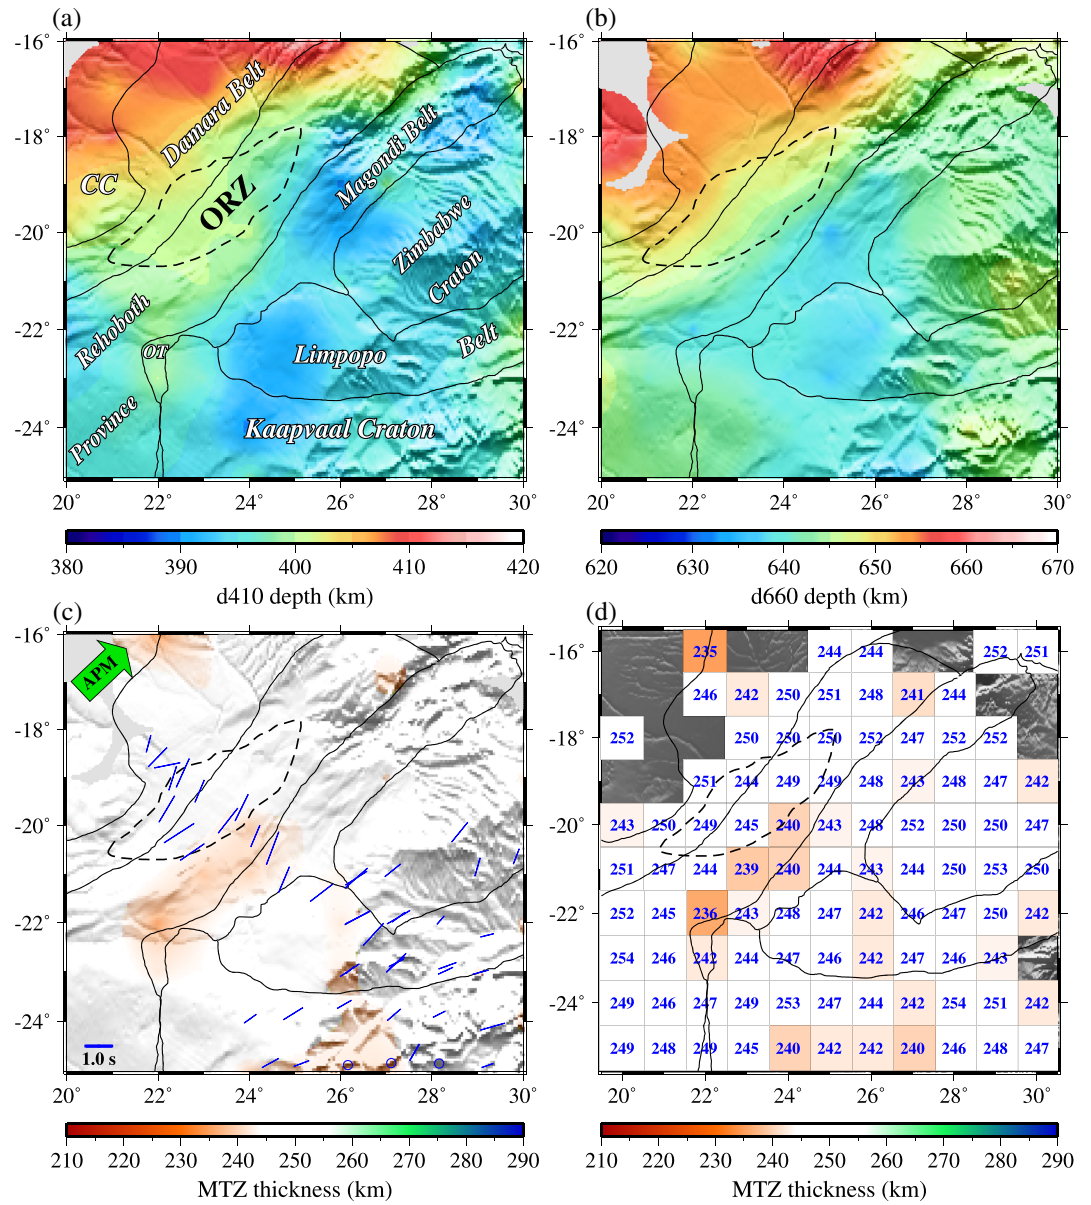 (a)
(b)
-16°
-18°
-20°
-22°
-24°
Damara Belt
CC
ORZ
Magondi Belt
Zimbabwe
Craton
Rehoboth
Province
OT
Limpopo
Belt
Kaapvaal Craton
20° 22° 24° 26° 28° 30°
380 390 400 410 420
d410 depth (km)
-16°
-18°
-20°
-22°
-24°
20° 22° 24° 26° 28° 30°
620 630 640 650 660 670
d660 depth (km)
(c)
(d)
-16°
-18°
-20°
-22°
-24°
APM
1.0 s
20° 22° 24° 26° 28° 30°
210 220 230 240 250 260 270 280 290
MTZ thickness (km)
-16°
-18°
-20°
-22°
-24°
235 244 244 252 251
246 242 250 251 248 241 244
252 250 250 250 252 247 252 252
251 244 249 249 248 243 248 247 242
243 250 249 245 240 243 248 252 250 250 247
251 247 244 239 240 244 243 244 250 253 250
252 245 236 243 248 247 242 246 247 250 242
254 246 242 244 247 246 242 247 246 243
249 246 247 249 253 247 244 242 254 251 242
249 248 249 245 240 242 242 240 246 248 247
20° 22° 24° 26° 28° 30°
210 220 230 240 250 260 270 280 290
MTZ thickness (km)